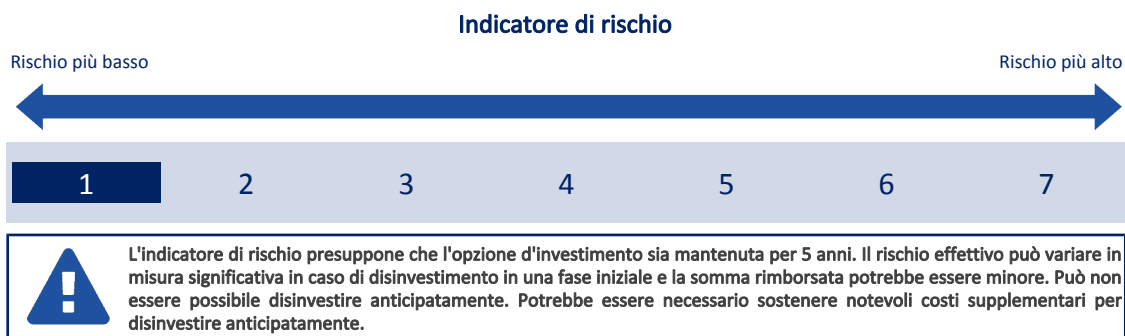 Indicatore di rischio
Rischio più basso
Rischio più alto
1 2 3 4 5 6 7
L'indicatore di rischio presuppone che l'opzione d'investimento sia mantenuta per 5 anni. Il rischio effettivo può variare in
misura significativa in caso di disinvestimento in una fase iniziale e la somma rimborsata potrebbe essere minore. Può non
essere possibile disinvestire anticipatamente. Potrebbe essere necessario sostenere notevoli costi supplementari per
disinvestire anticipatamente.